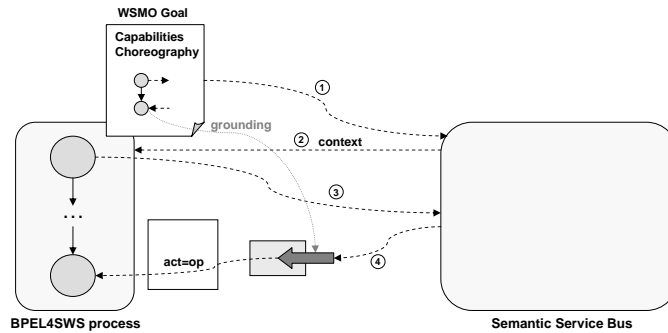 WSMO Goal
Capabilities
Choreography
1
grounding
2
context
3
...
act=op
4
BPEL4SWS process
Semantic Service Bus